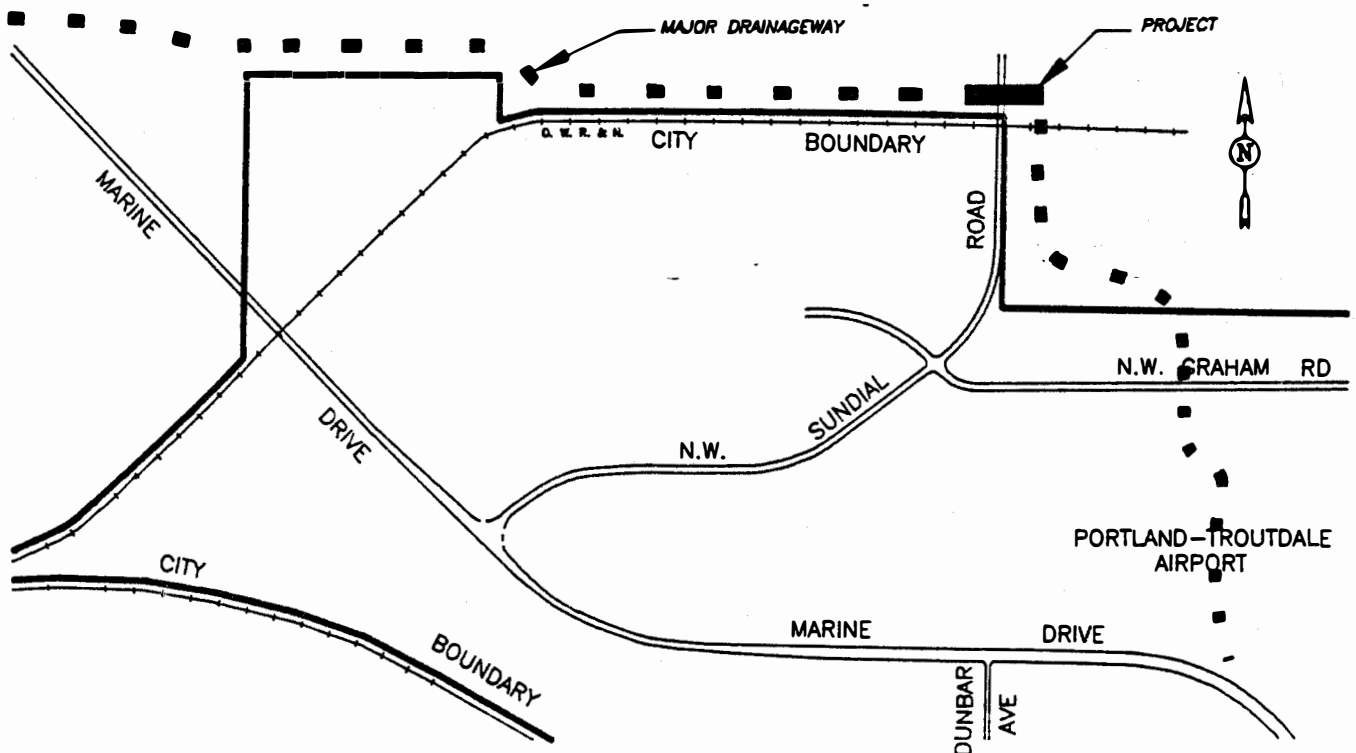 MAJOR DRAINAGEWAY
PROJECT
O. W. R. & N.
CITY BOUNDARY
N
MARINE
ROAD
N.W. GRAHAM RD
SUNDIAL
DRIVE
N.W.
PORTLAND-TROUTDALE
AIRPORT
CITY
MARINE DRIVE
BOUNDARY
DUNBAR
AVE